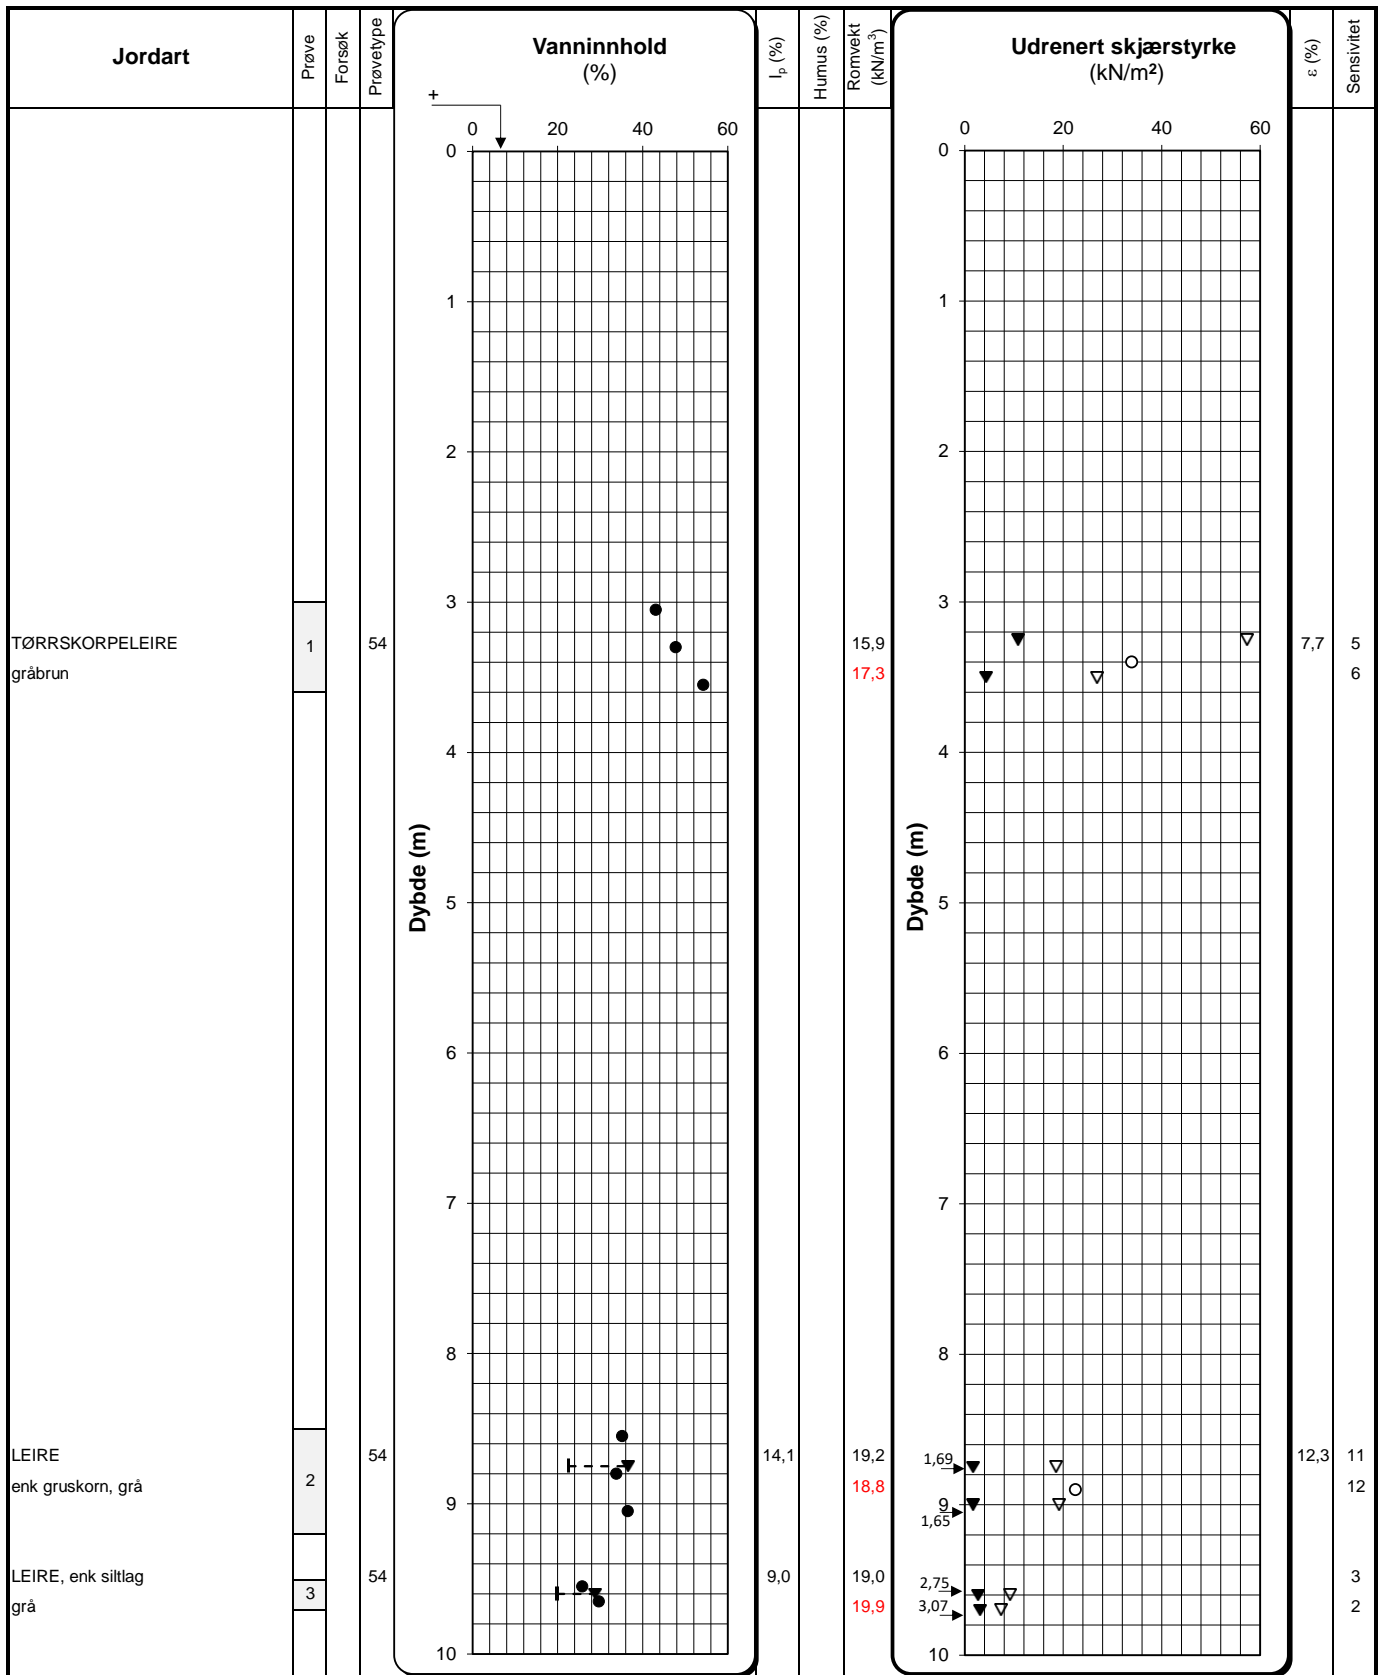 Jordart
Prøve
Forsøk
Prøvetype
Vanninnhold
(%)
Ip (%)
Humus (%)
Romvekt
(kN/m³)
Udrenert skjærstyrke
(kN/m²)
ε (%)
Sensivitet
+
0 20 40 60
0 20 40 60
0 0
1 1
2 2
3 3
TØRRSKORPELEIRE 1 54 15,9 7,7 5
gråbrun 17,3 6
4 4
Dybde (m) Dybde (m)
5 5
6 6
7 7
8 8
LEIRE 54 14,1 19,2 1,69 12,3 11
enk gruskorn, grå 2 18,8 12
9 9
1,65
LEIRE, enk siltlag 54 9,0 19,0 2,75 3
grå 3 19,9 3,07 2
10 10